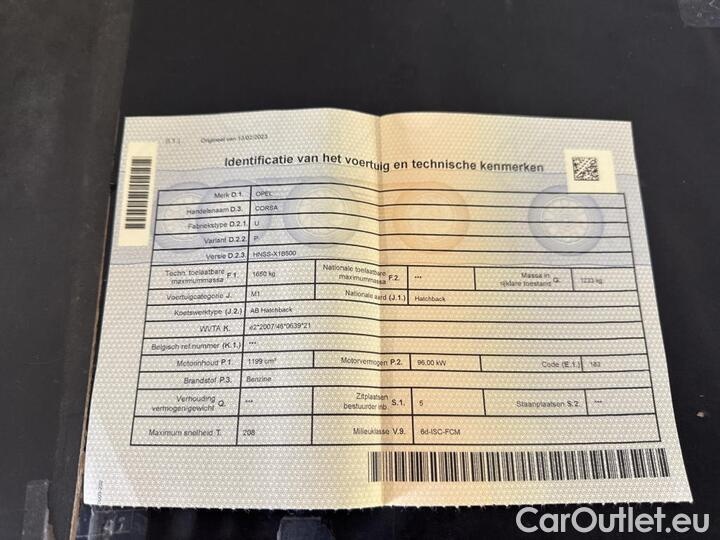 (S.1.) Origineel van 13/02/2023
Identificatie van het voertuig en technische kenmerken
Merk D.1. OPEL
Handelsnaam D.3. CORSA
Fabriekstype D.2.1. U
Variant D.2.2. P
Versie D.2.3. HNSS-X1B500
Techn. toelaatbare maximummassa F.1. 1650 kg Nationale toelaatbare maximummassa F.2. *** Massa in rijklare toestand G. 1233 kg
Voertuigcategorie J. M1 Nationale aard (J.1.) Hatchback
Koetswerktype (J.2.) AB Hatchback
WVTA K. e2*2007/46*0639*21
Belgisch ref.nummer (K.1.) ***
Motorinhoud P.1. 1199 cm³ Motorvermogen P.2. 96,00 kW Code (E.1.) 183
Brandstof P.3. Benzine
Verhouding vermogen/gewicht Q. *** Zitplaatsen bestuurder inb. S.1. 5 Staanplaatsen S.2. ***
Maximum snelheid T. 208 Milieuklasse V.9. 6d-ISC-FCM
CarOutlet.eu